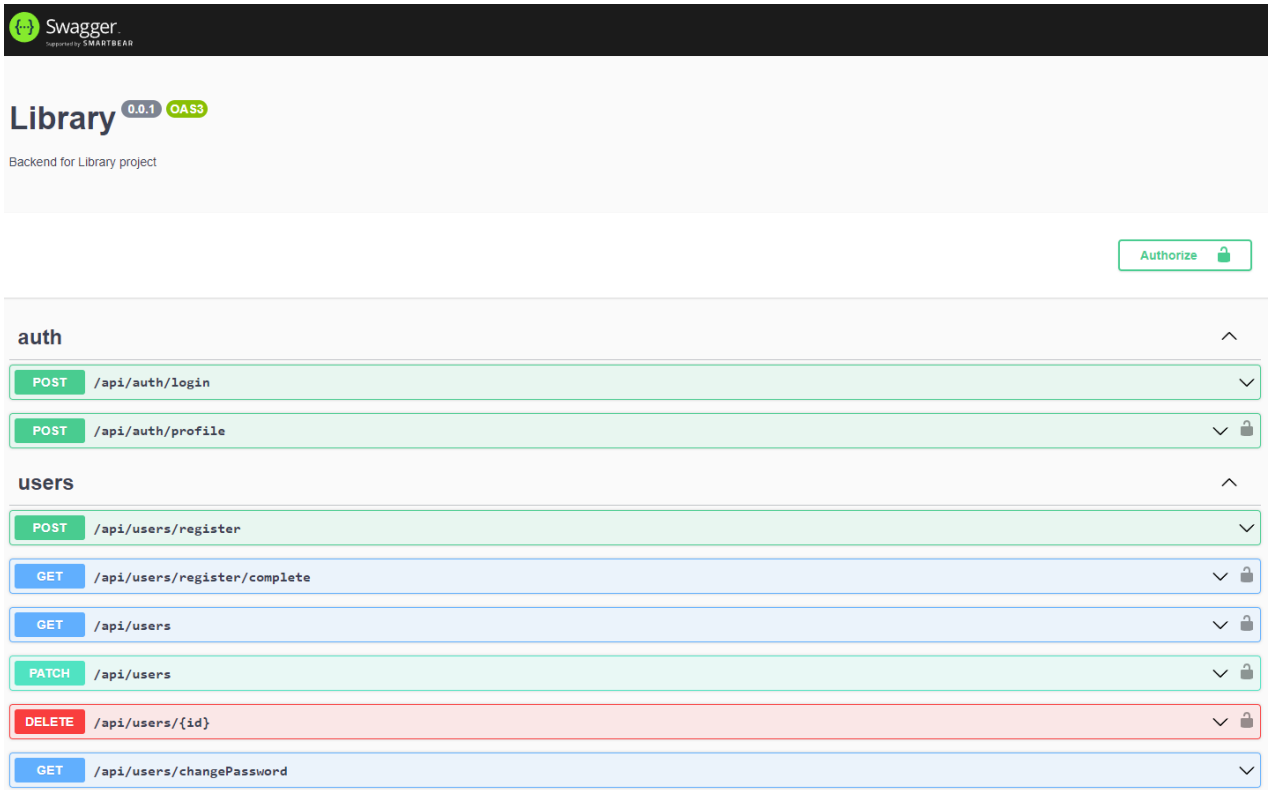 {··} Swagger.
Supported by SMARTBEAR
Library 0.0.1 OAS3
Backend for Library project
Authorize
auth
POST /api/auth/login
POST /api/auth/profile
users
POST /api/users/register
GET /api/users/register/complete
GET /api/users
PATCH /api/users
DELETE /api/users/{id}
GET /api/users/changePassword